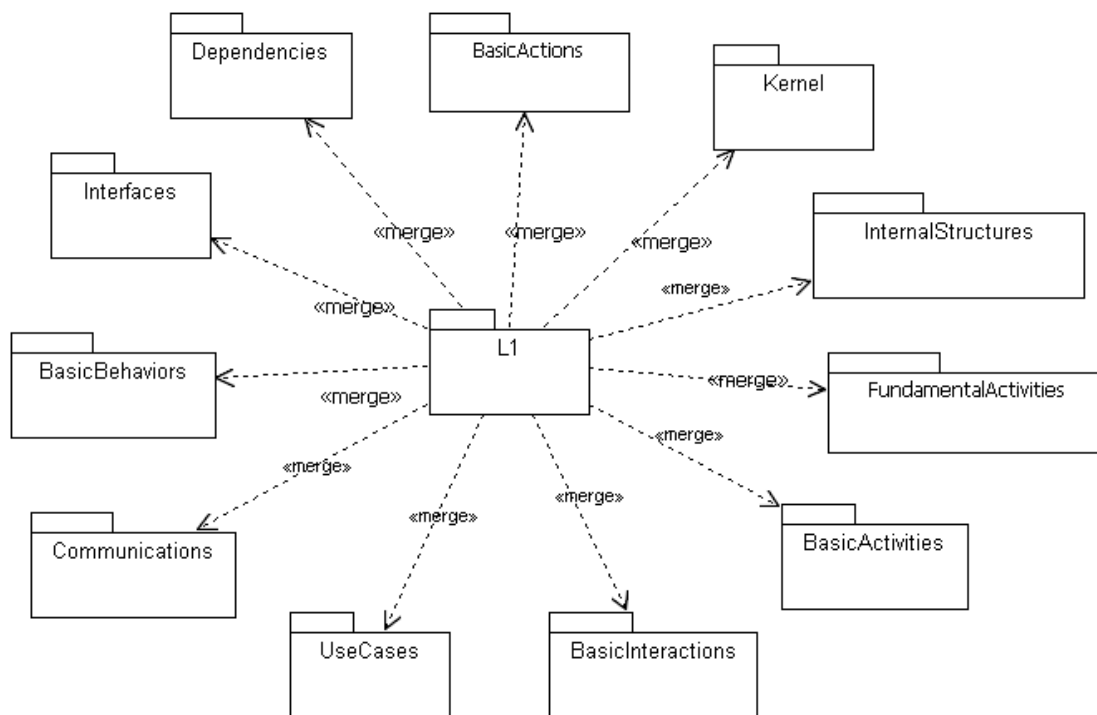 Dependencies
BasicActions
Kernel
Interfaces
InternalStructures
«merge»
«merge»
«merge»
«merge»
«merge»
L1
BasicBehaviors
«merge»
«merge»
FundamentalActivities
«merge»
«merge»
«merge»
«merge»
Communications
BasicActivities
UseCases
BasicInteractions